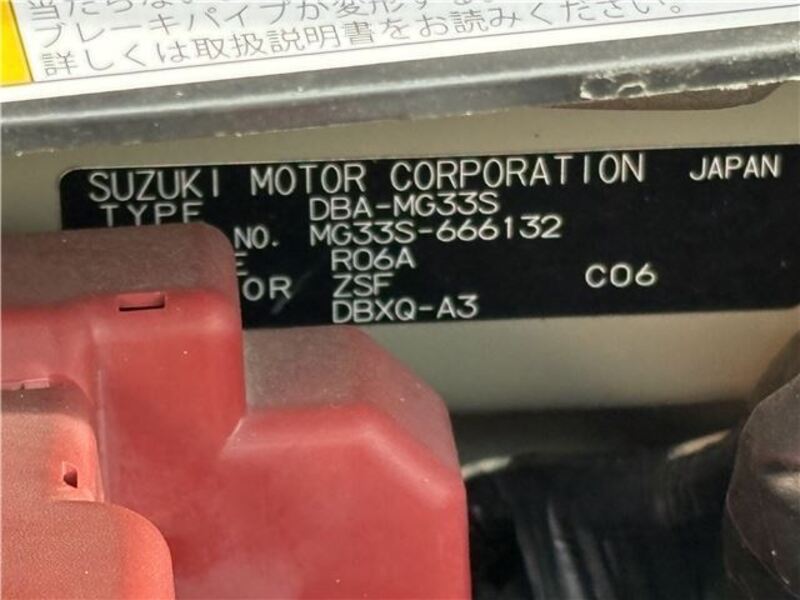 ブレーキパイプが変形する
詳しくは取扱説明書をお読みください。
SUZUKI MOTOR CORPORATION JAPAN
TYPE DBA-MG33S
NO. MG33S-666132
E R06A
OR ZSF C06
DBXQ-A3